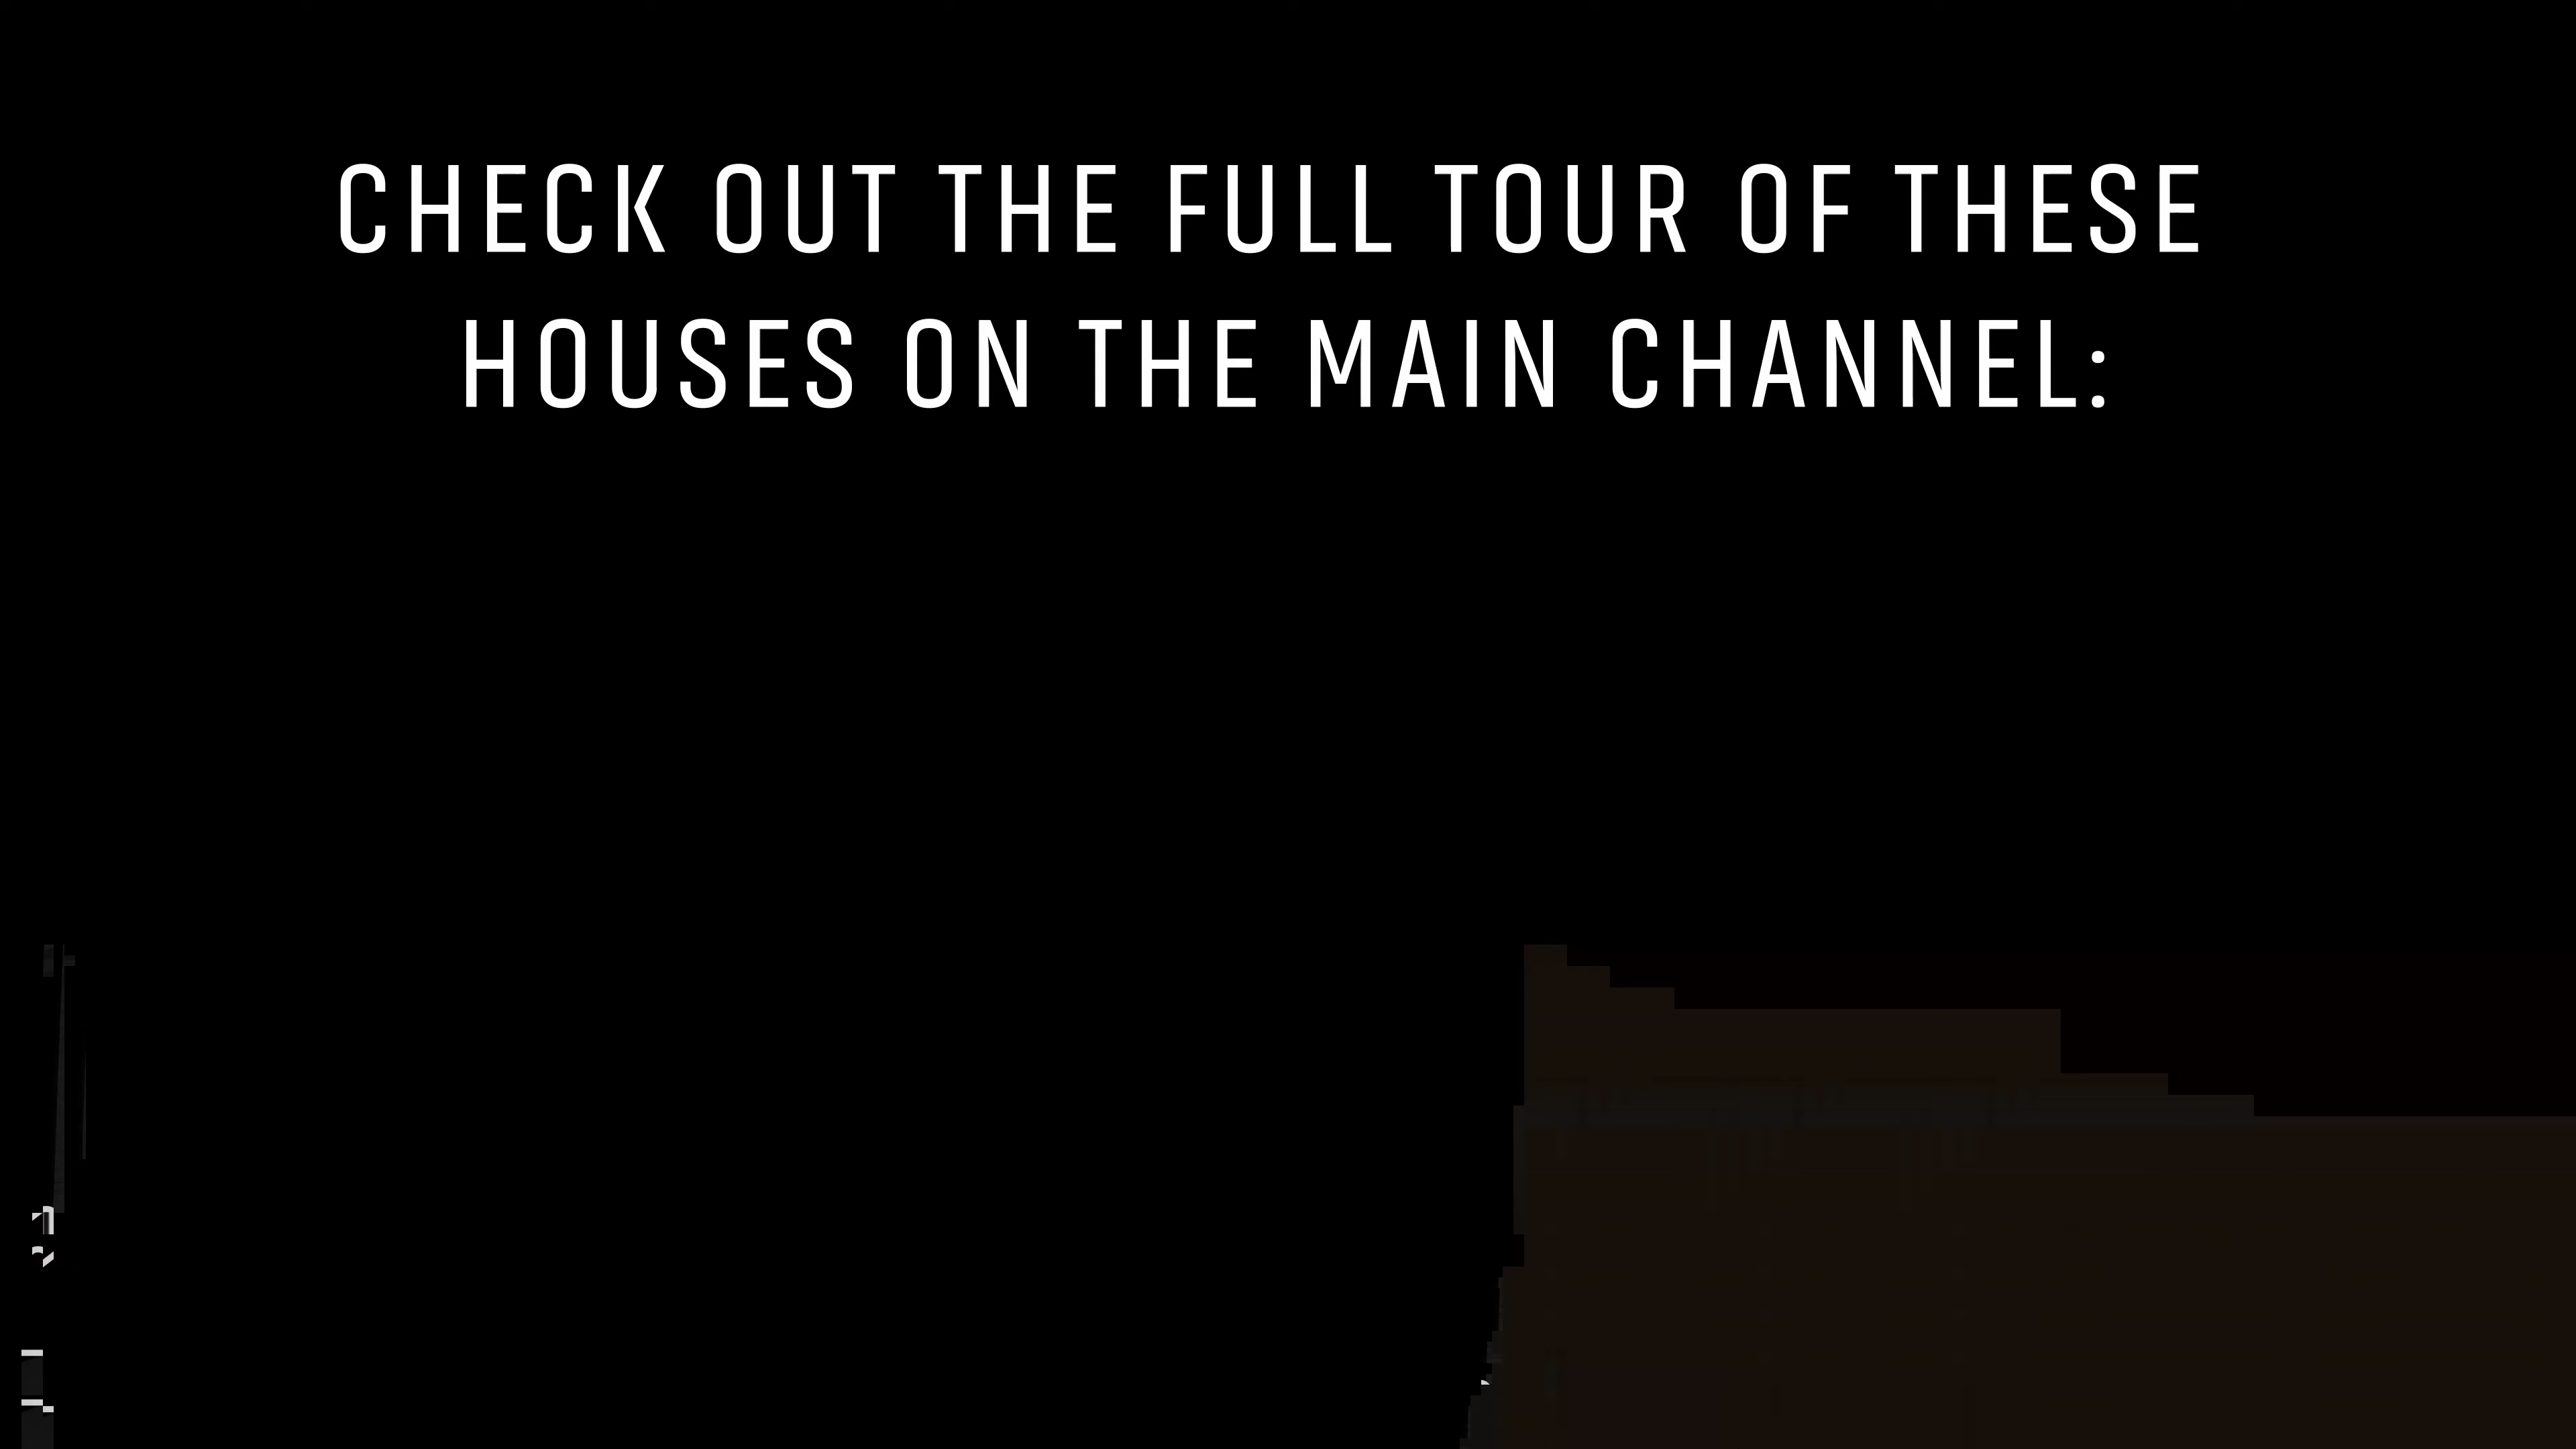 CHECK OUT THE FULL TOUR OF THESE
HOUSES ON THE MAIN CHANNEL: